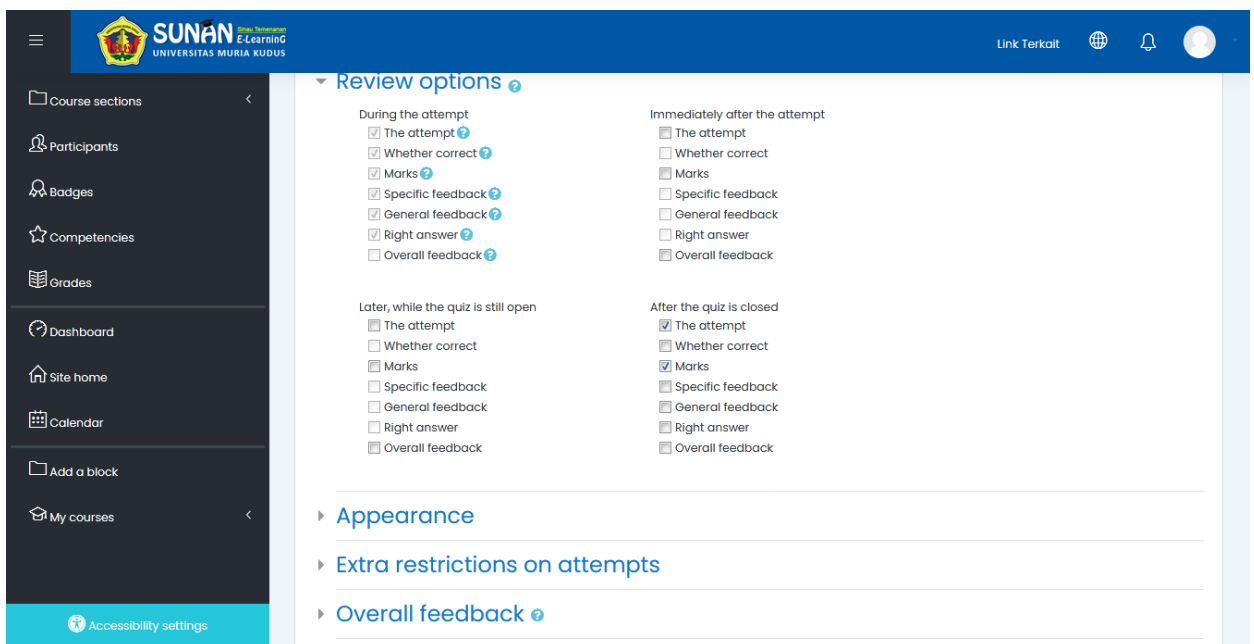 SUNAN Sinau Temenanan
E-LearninG
UNIVERSITAS MURIA KUDUS
Link Terkait
Course sections
Participants
Badges
Competencies
Grades
Dashboard
Site home
Calendar
Add a block
My courses
Accessibility settings
Review options
During the attempt
The attempt
Whether correct
Marks
Specific feedback
General feedback
Right answer
Overall feedback
Immediately after the attempt
The attempt
Whether correct
Marks
Specific feedback
General feedback
Right answer
Overall feedback
Later, while the quiz is still open
The attempt
Whether correct
Marks
Specific feedback
General feedback
Right answer
Overall feedback
After the quiz is closed
The attempt
Whether correct
Marks
Specific feedback
General feedback
Right answer
Overall feedback
Appearance
Extra restrictions on attempts
Overall feedback